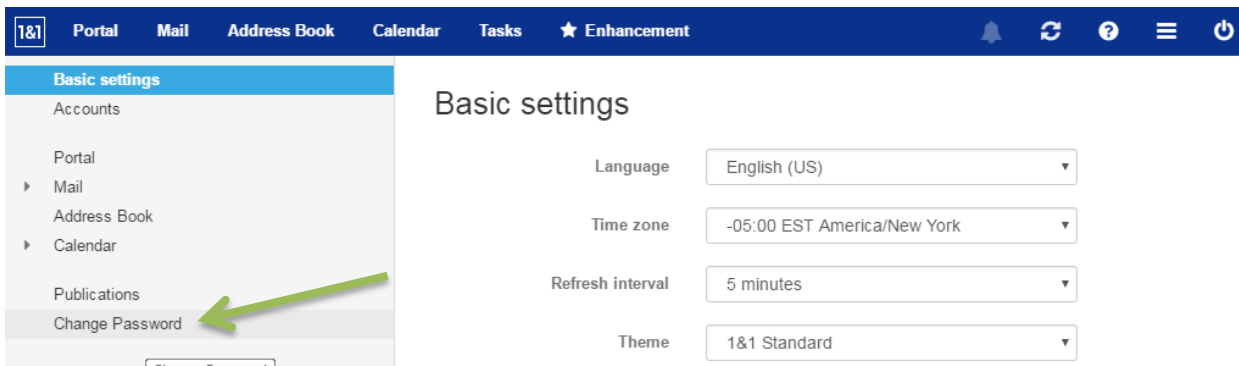 1&1 Portal Mail Address Book Calendar Tasks Enhancement
Basic settings
Accounts
Portal
Mail
Address Book
Calendar
Publications
Change Password
Basic settings
Language English (US)
Time zone -05:00 EST America/New York
Refresh interval 5 minutes
Theme 1&1 Standard